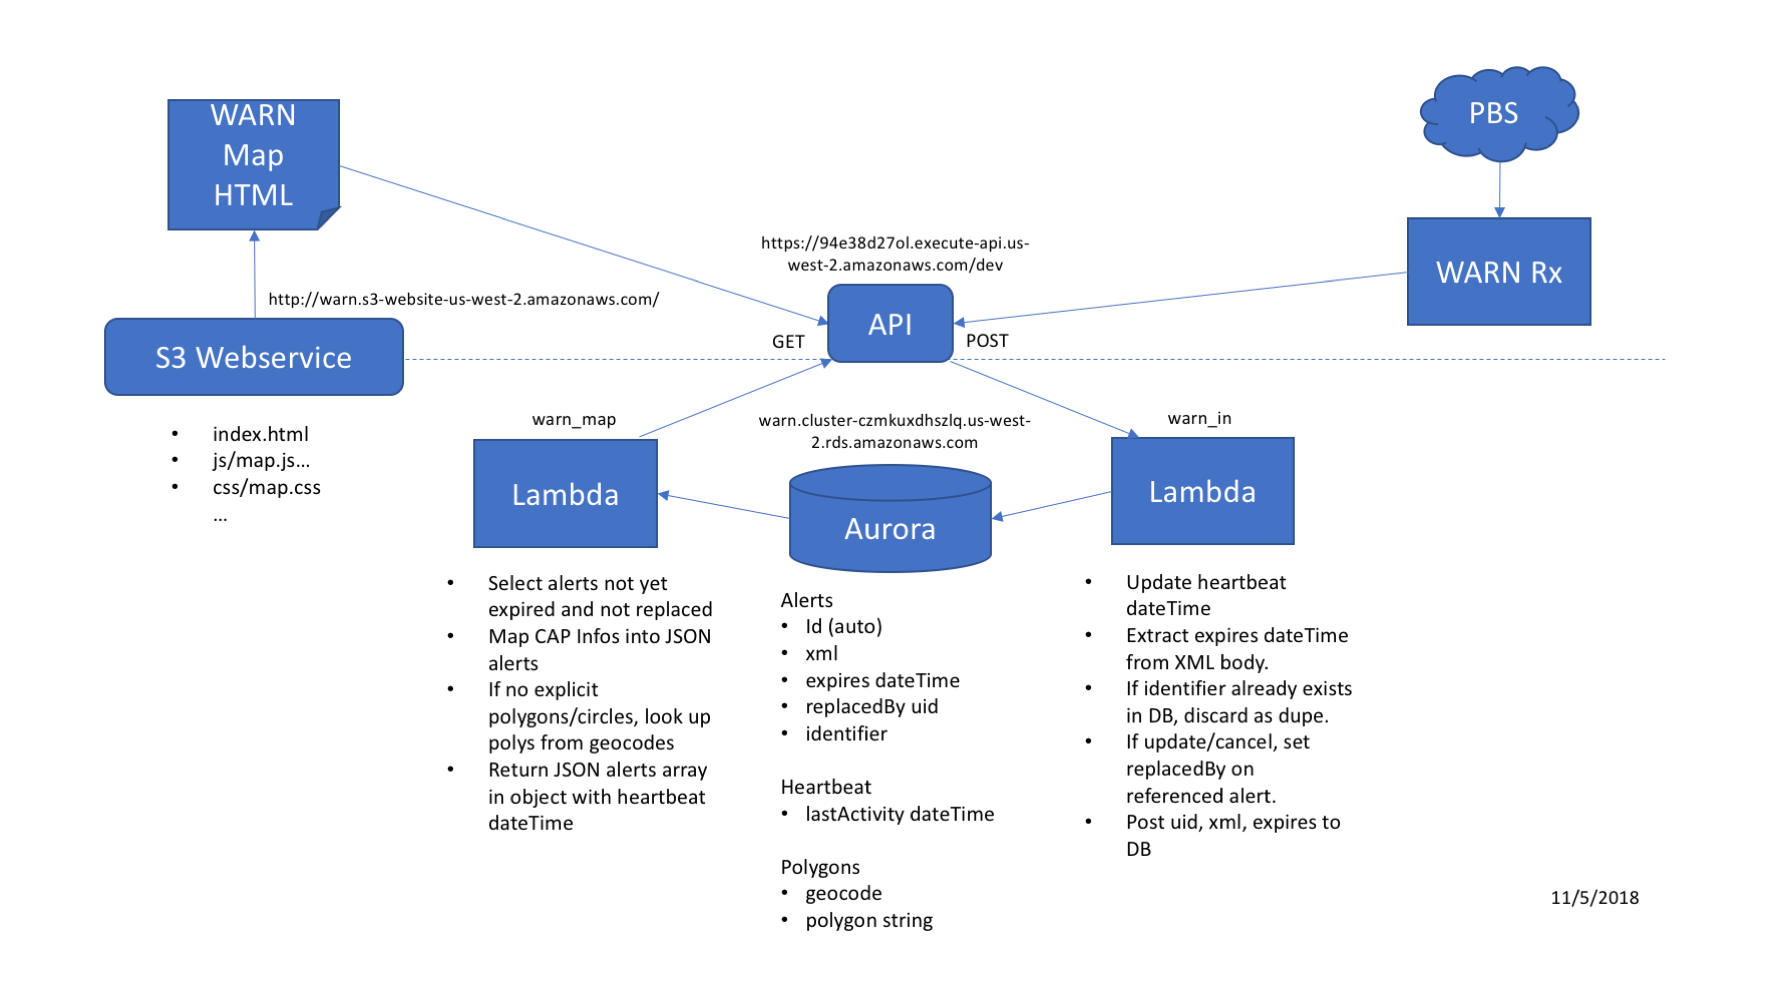 WARN
Map
HTML
PBS
WARN Rx
https://94e38d27ol.execute-api.us-
west-2.amazonaws.com/dev
API
GET
POST
http://warn.s3-website-us-west-2.amazonaws.com/
S3 Webservice
• index.html
• js/map.js...
• css/map.css
...
warn_map
Lambda
• Select alerts not yet
expired and not replaced
• Map CAP Infos into JSON
alerts
• If no explicit
polygons/circles, look up
polys from geocodes
• Return JSON alerts array
in object with heartbeat
dateTime
warn.cluster-czmkuxdhszlq.us-west-
2.rds.amazonaws.com
Aurora
Alerts
• Id (auto)
• xml
• expires dateTime
• replacedBy uid
• identifier
Heartbeat
• lastActivity dateTime
Polygons
• geocode
• polygon string
warn_in
Lambda
• Update heartbeat
dateTime
• Extract expires dateTime
from XML body.
• If identifier already exists
in DB, discard as dupe.
• If update/cancel, set
replacedBy on
referenced alert.
• Post uid, xml, expires to
DB
11/5/2018